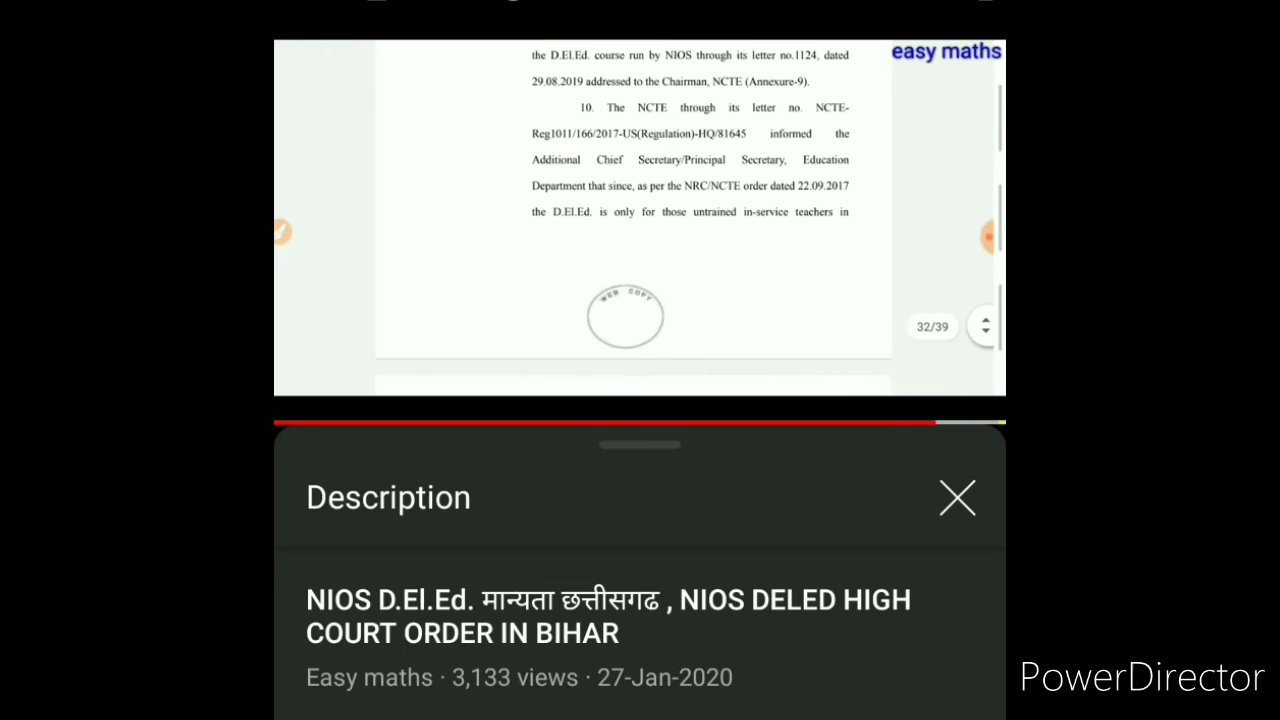 easy maths
the D.El.Ed. course run by NIOS through its letter no.1124, dated
29.08.2019 addressed to the Chairman, NCTE (Annexure-9).
10. The NCTE through its letter no. NCTE-
Reg1011/166/2017-US(Regulation)-HQ/81645 informed the
Additional Chief Secretary/Principal Secretary, Education
Department that since, as per the NRC/NCTE order dated 22.09.2017
the D.El.Ed. is only for those untrained in-service teachers in
WEB COPY
32/39
Description
NIOS D.El.Ed. मान्यता छत्तीसगढ , NIOS DELED HIGH
COURT ORDER IN BIHAR
Easy maths · 3,133 views · 27-Jan-2020
PowerDirector